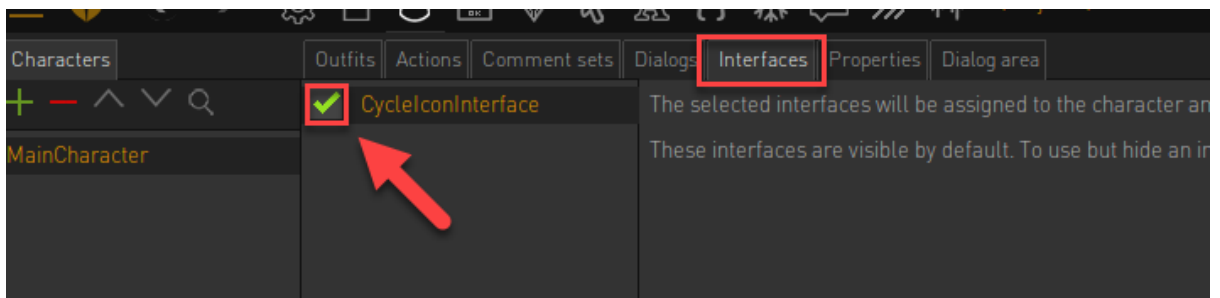 Characters
Outfits Actions Comment sets Dialogs Interfaces Properties Dialog area
CycleIconInterface
The selected interfaces will be assigned to the character an
MainCharacter
These interfaces are visible by default. To use but hide an